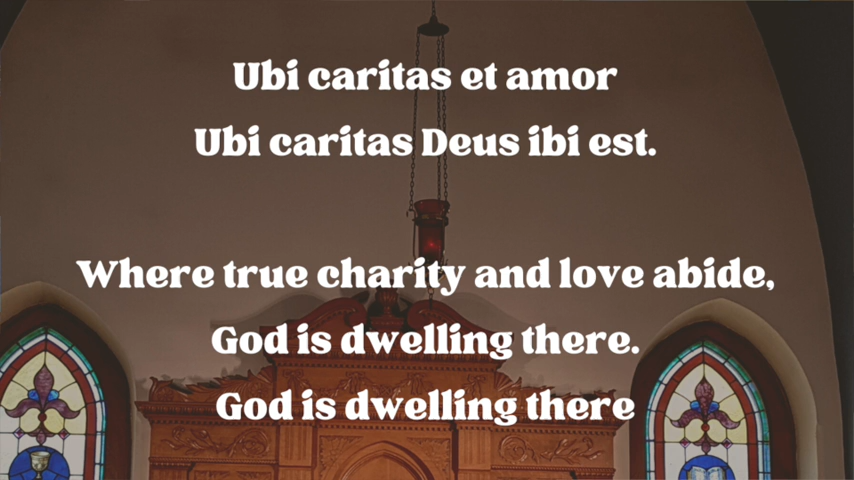 Ubi caritas et amor
Ubi caritas Deus ibi est.
Where true charity and love abide,
God is dwelling there.
God is dwelling there